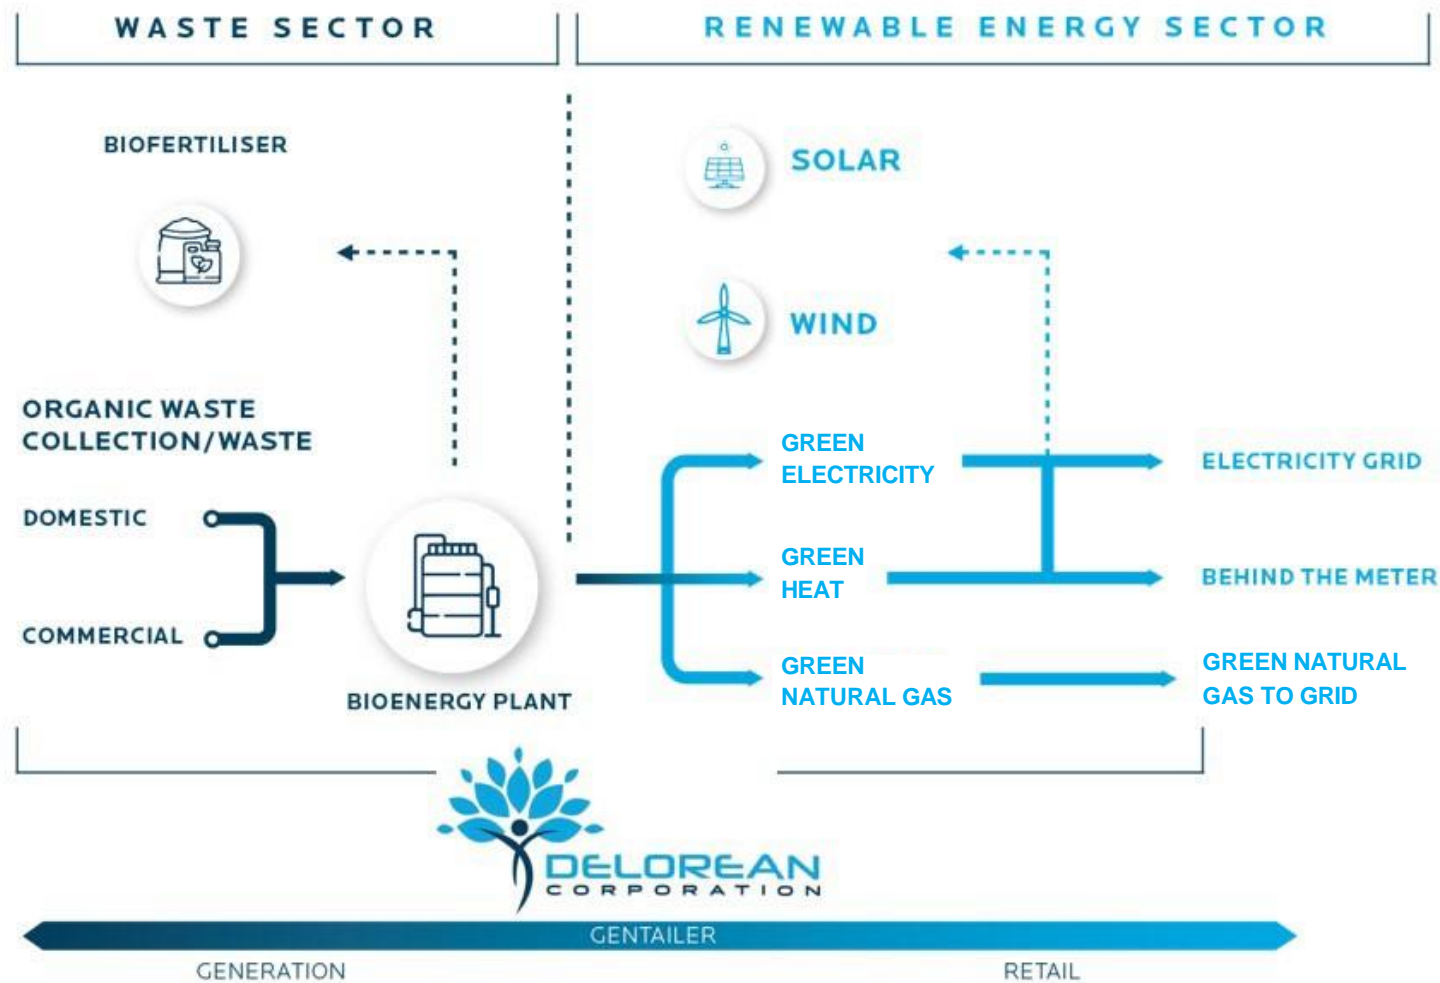 WASTE SECTOR
RENEWABLE ENERGY SECTOR
BIOFERTILISER
SOLAR
WIND
ORGANIC WASTE
COLLECTION/WASTE
DOMESTIC
COMMERCIAL
BIOENERGY PLANT
GREEN
ELECTRICITY
ELECTRICITY GRID
GREEN
HEAT
BEHIND THE METER
GREEN
NATURAL GAS
GREEN NATURAL
GAS TO GRID
DELOREAN
CORPORATION
GENTAILER
GENERATION
RETAIL